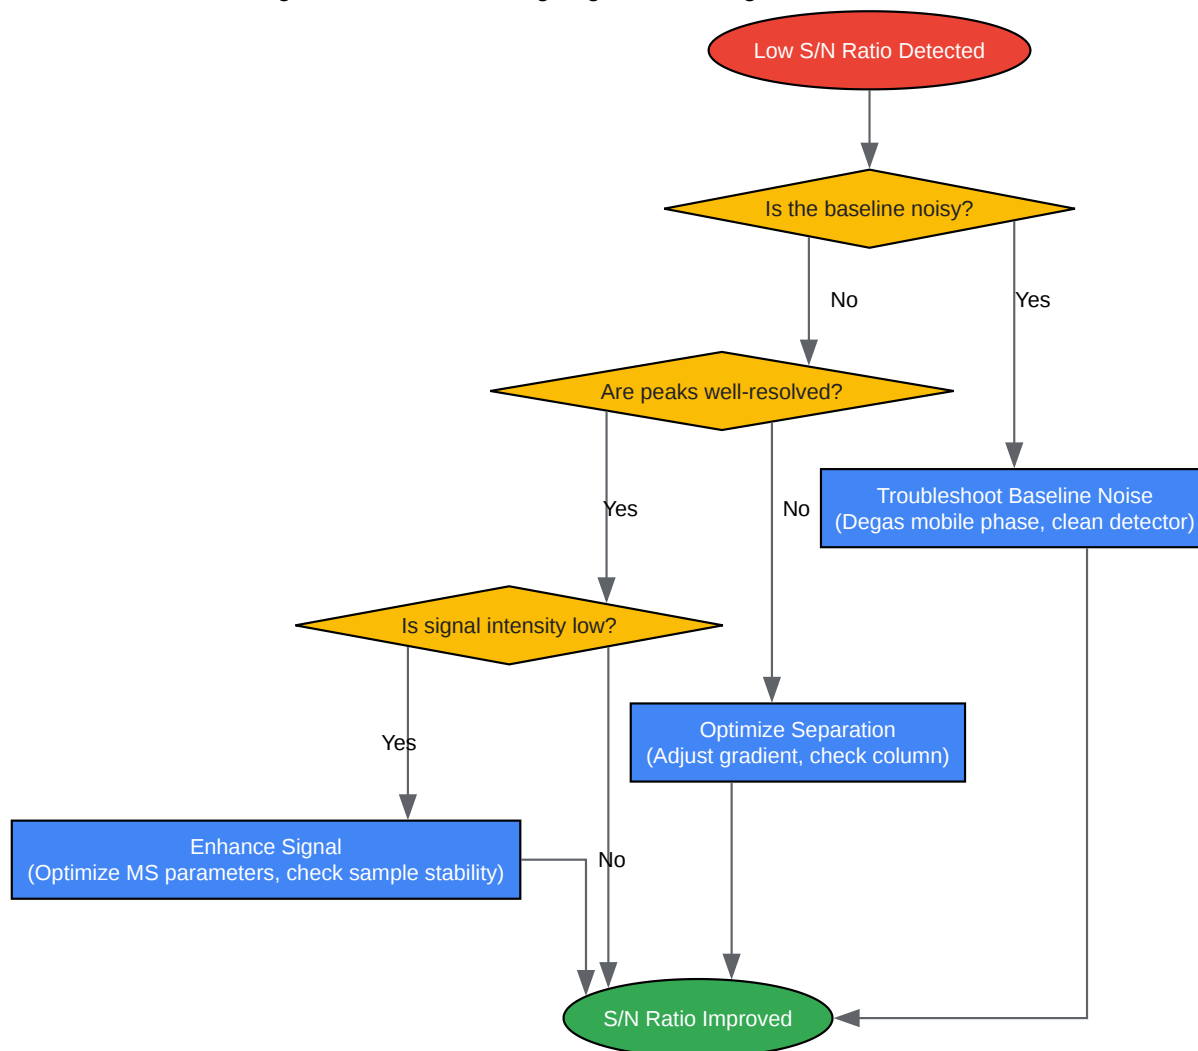 Low S/N Ratio Detected
Is the baseline noisy?
No
Yes
Are peaks well-resolved?
Troubleshoot Baseline Noise
(Degas mobile phase, clean detector)
Yes
No
Is signal intensity low?
Optimize Separation
(Adjust gradient, check column)
Yes
Enhance Signal
(Optimize MS parameters, check sample stability)
No
S/N Ratio Improved